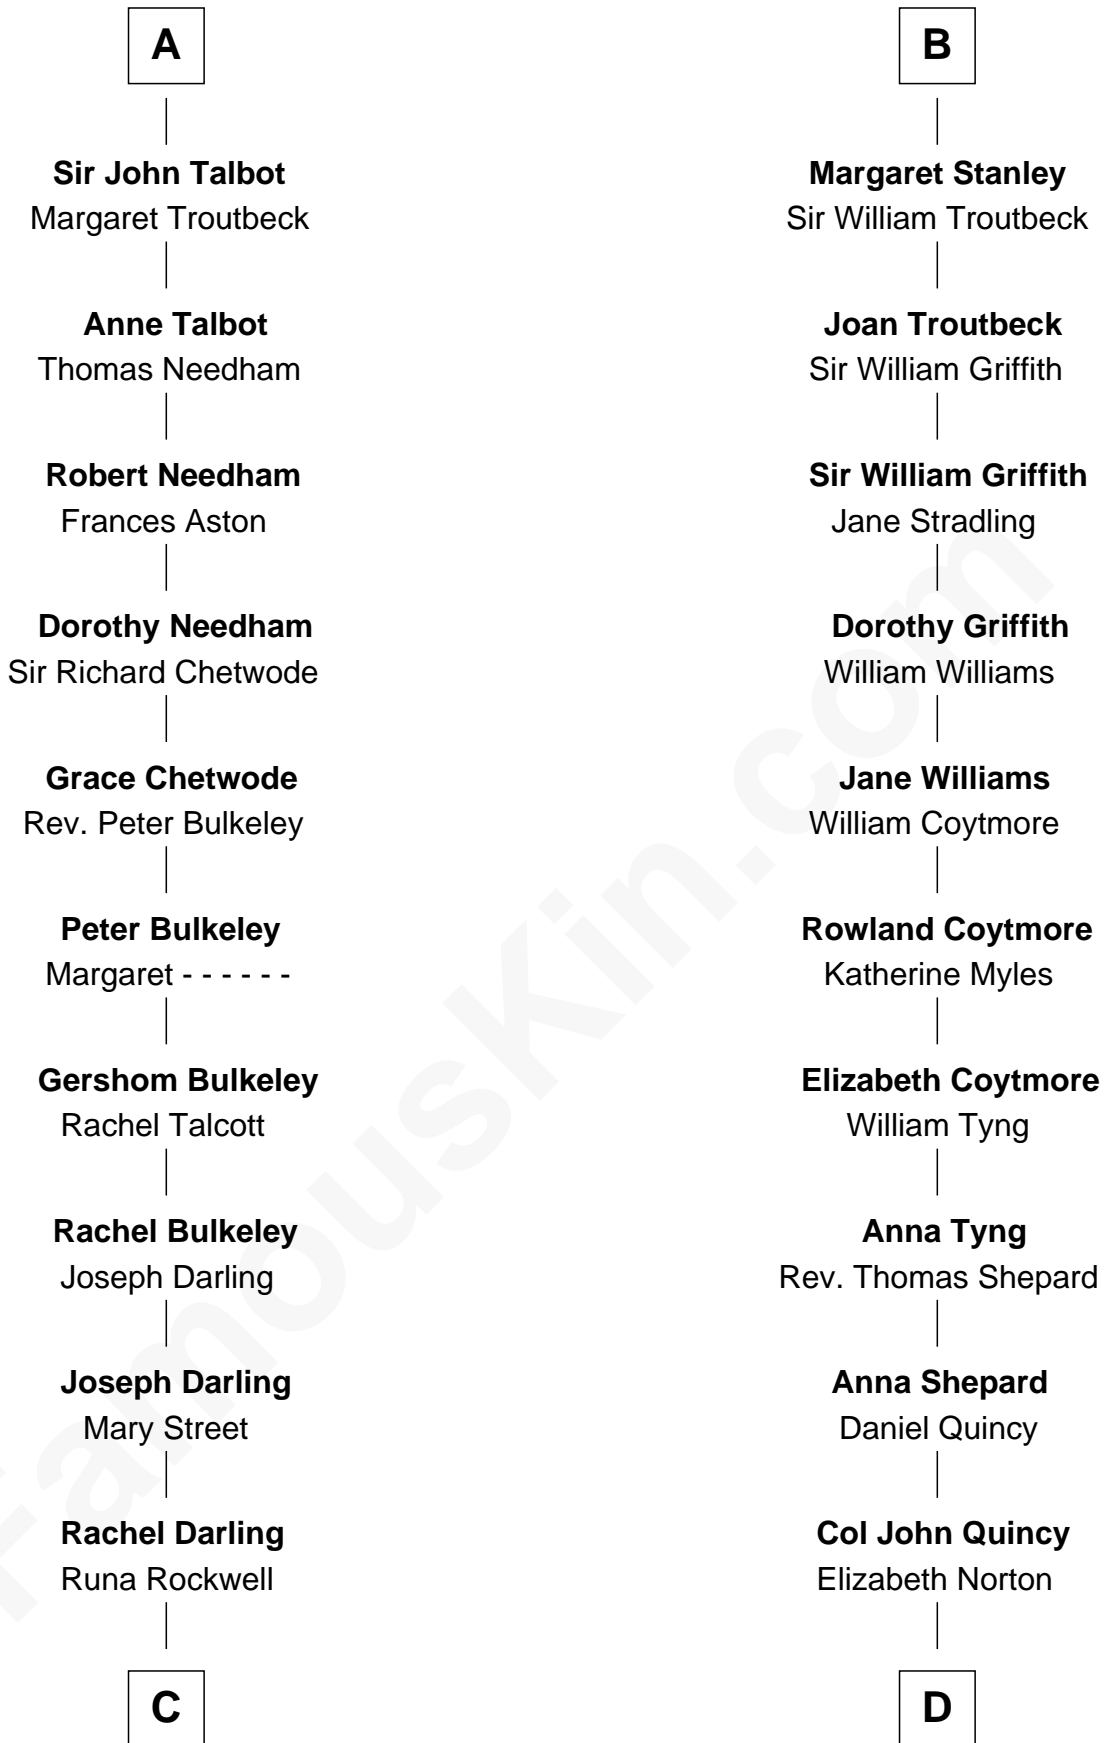 A
Sir John Talbot
Margaret Troutbeck
Anne Talbot
Thomas Needham
Robert Needham
Frances Aston
Dorothy Needham
Sir Richard Chetwode
Grace Chetwode
Rev. Peter Bulkeley
Peter Bulkeley
Margaret - - - - - -
Gershom Bulkeley
Rachel Talcott
Rachel Bulkeley
Joseph Darling
Joseph Darling
Mary Street
Rachel Darling
Runa Rockwell
C
B
Margaret Stanley
Sir William Troutbeck
Joan Troutbeck
Sir William Griffith
Sir William Griffith
Jane Stradling
Dorothy Griffith
William Williams
Jane Williams
William Coytmore
Rowland Coytmore
Katherine Myles
Elizabeth Coytmore
William Tyng
Anna Tyng
Rev. Thomas Shepard
Anna Shepard
Daniel Quincy
Col John Quincy
Elizabeth Norton
D
FamousKin.com